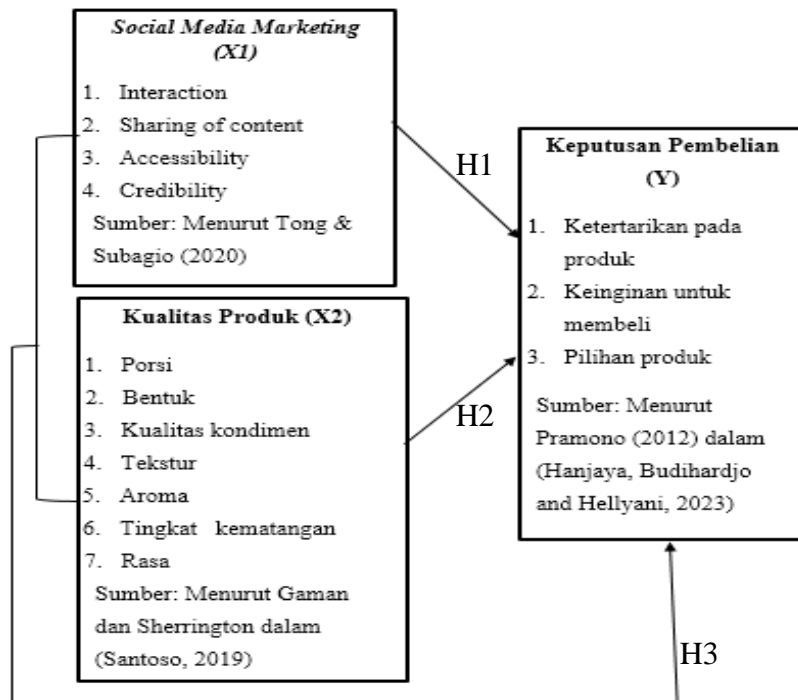 Social Media Marketing
(X1)
1. Interaction
2. Sharing of content
3. Accessibility
4. Credibility
Sumber: Menurut Tong &
Subagio (2020)
H1
Kualitas Produk (X2)
1. Porsi
2. Bentuk
3. Kualitas kondimen
4. Tekstur
5. Aroma
6. Tingkat kematangan
7. Rasa
Sumber: Menurut Gaman
dan Sherrington dalam
(Santoso, 2019)
H2
Keputusan Pembelian
(Y)
1. Ketertarikan pada
produk
2. Keinginan untuk
membeli
3. Pilihan produk
Sumber: Menurut
Pramono (2012) dalam
(Hanjaya, Budihardjo
and Hellyani, 2023)
H3